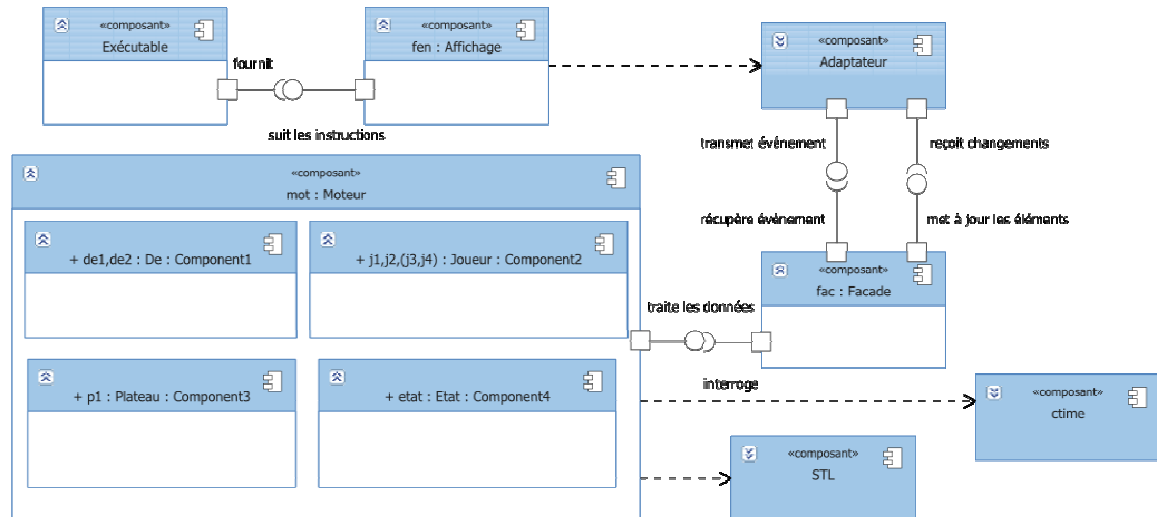 «composant»
Exécutable
«composant»
fen : Affichage
«composant»
Adaptateur
fournit
suit les instructions
transmet événement
reçoit changements
«composant»
mot : Moteur
récupère événement
met à jour les éléments
+ de1,de2 : De : Component1
+ j1,j2,(j3,j4) : Joueur : Component2
«composant»
fac : Facade
traite les données
interroge
+ p1 : Plateau : Component3
+ etat : Etat : Component4
«composant»
ctime
«composant»
STL